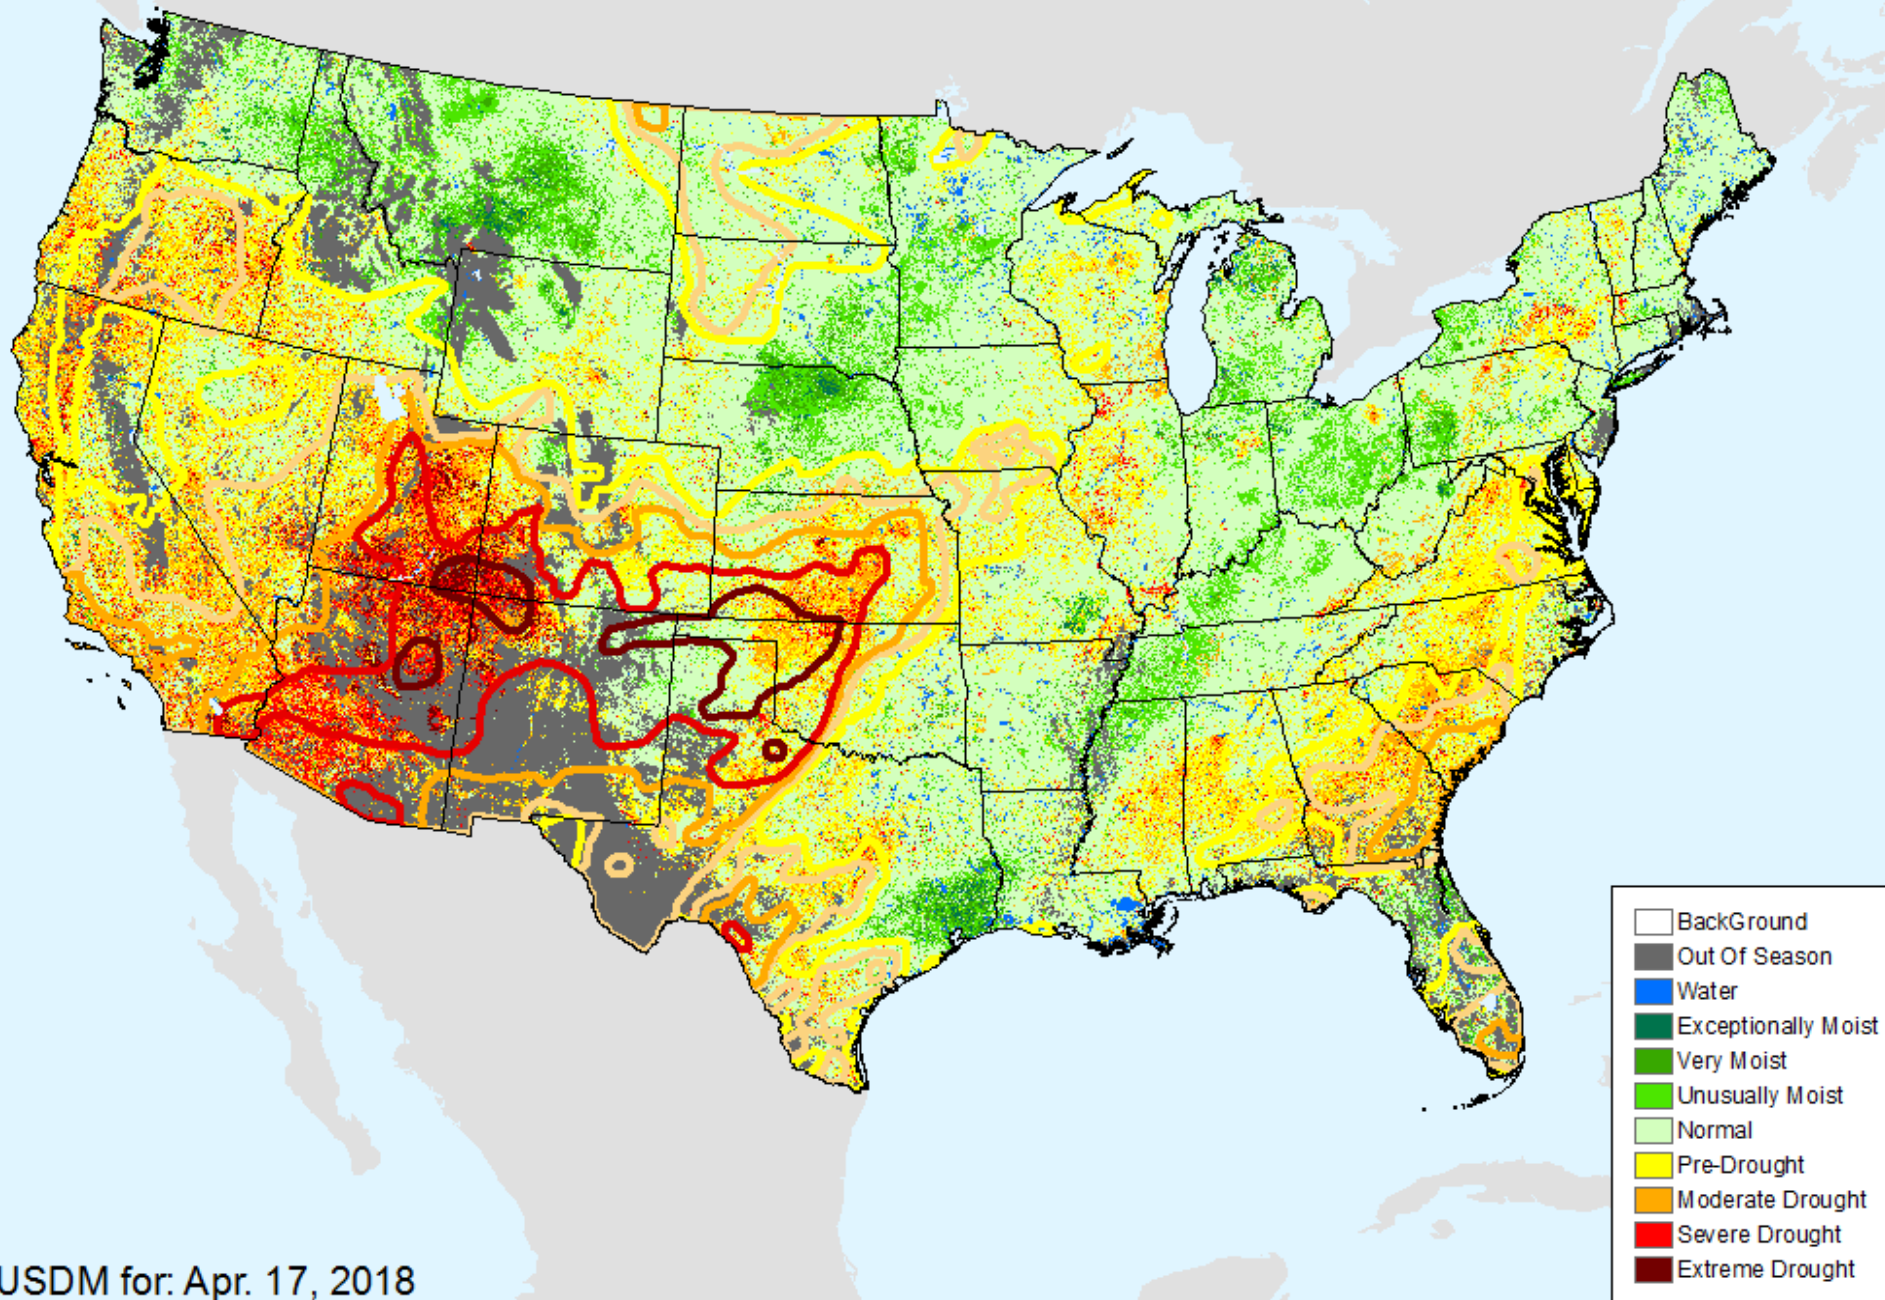 BackGround
Out Of Season
Water
Exceptionally Moist
Very Moist
Unusually Moist
Normal
Pre-Drought
Moderate Drought
Severe Drought
Extreme Drought
USDM for: Apr. 17, 2018